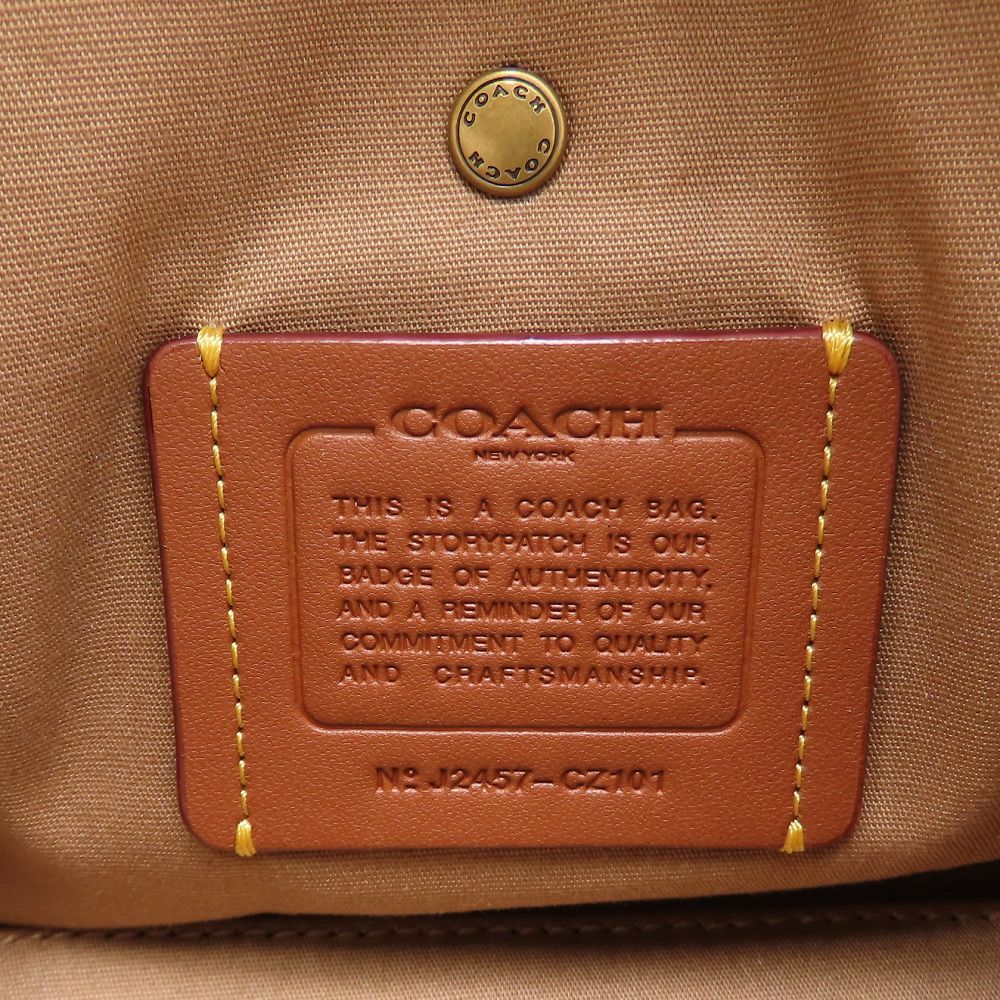 COACH COACH
COACH
NEW YORK
THIS IS A COACH BAG.
THE STORYPATCH IS OUR
BADGE OF AUTHENTICITY,
AND A REMINDER OF OUR
COMMITMENT TO QUALITY
AND CRAFTSMANSHIP.
Nº J2457-CZ101